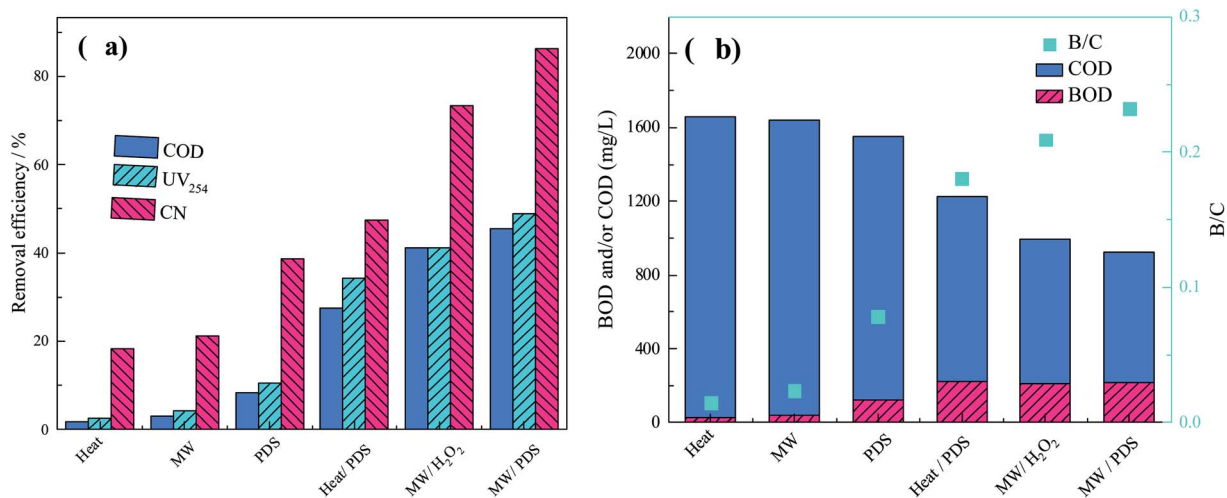 ( a)
Removal efficiency / %
80
60
40
20
0
COD
UV₂₅₄
CN
Heat
MW
PDS
Heat/ PDS
MW/ H₂O₂
MW/ PDS
( b)
BOD and/or COD (mg/L)
2000
1600
1200
800
400
0
B/C
COD
BOD
0.3
0.2
0.1
0.0
B/C
Heat
MW
PDS
Heat / PDS
MW/ H₂O₂
MW / PDS